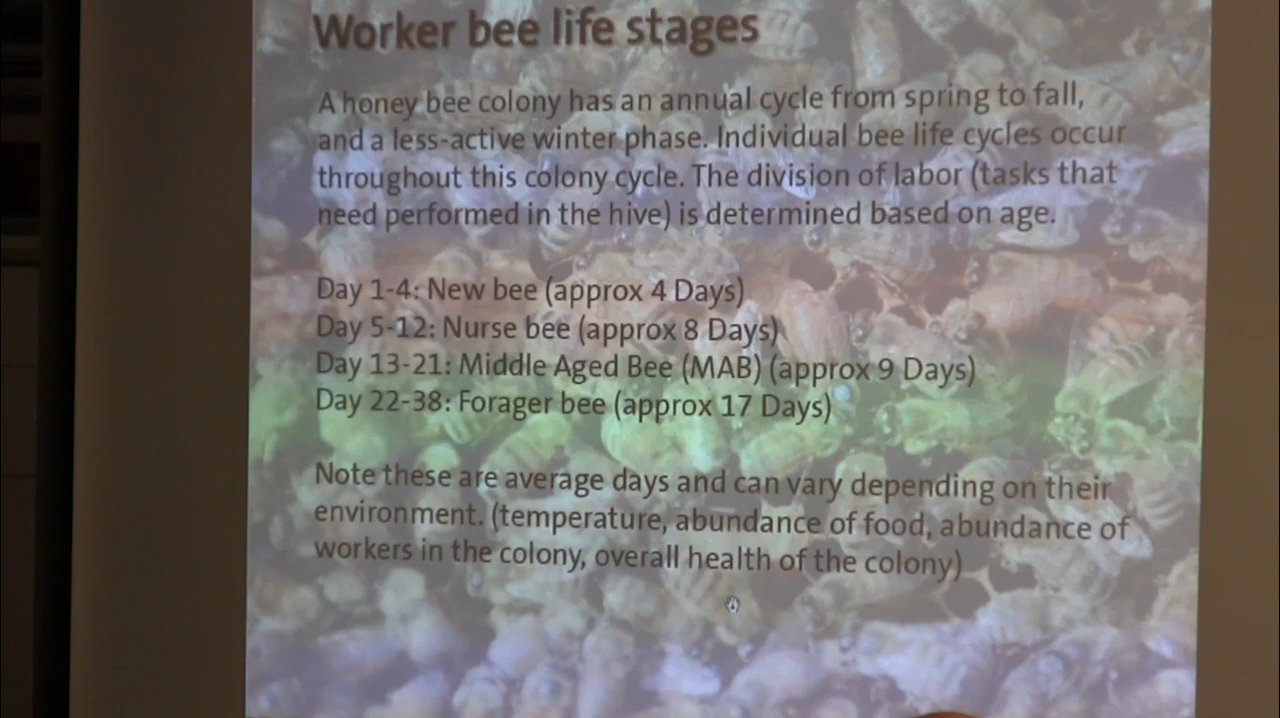 Worker bee life stages
A honey bee colony has an annual cycle from spring to fall,
and a less-active winter phase. Individual bee life cycles occur
throughout this colony cycle. The division of labor (tasks that
need performed in the hive) is determined based on age.
Day 1-4: New bee (approx 4 Days)
Day 5-12: Nurse bee (approx 8 Days)
Day 13-21: Middle Aged Bee (MAB) (approx 9 Days)
Day 22-38: Forager bee (approx 17 Days)
Note these are average days and can vary depending on their
environment. (temperature, abundance of food, abundance of
workers in the colony, overall health of the colony)